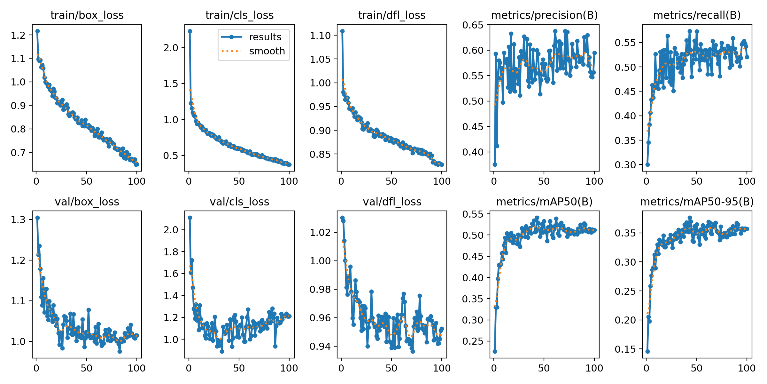 train/box_loss
train/cls_loss
train/dfl_loss
metrics/precision(B)
metrics/recall(B)
1.2
1.1
1.0
0.9
0.8
0.7
0 50 100
2.0
1.5
1.0
0.5
0 50 100
results
smooth
1.10
1.05
1.00
0.95
0.90
0.85
0 50 100
0.65
0.60
0.55
0.50
0.45
0.40
0 50 100
0.55
0.50
0.45
0.40
0.35
0.30
0 50 100
val/box_loss
val/cls_loss
val/dfl_loss
metrics/mAP50(B)
metrics/mAP50-95(B)
1.3
1.2
1.1
1.0
0 50 100
2.0
1.8
1.6
1.4
1.2
1.0
0 50 100
1.02
1.00
0.98
0.96
0.94
0 50 100
0.55
0.50
0.45
0.40
0.35
0.30
0.25
0 50 100
0.35
0.30
0.25
0.20
0.15
0 50 100